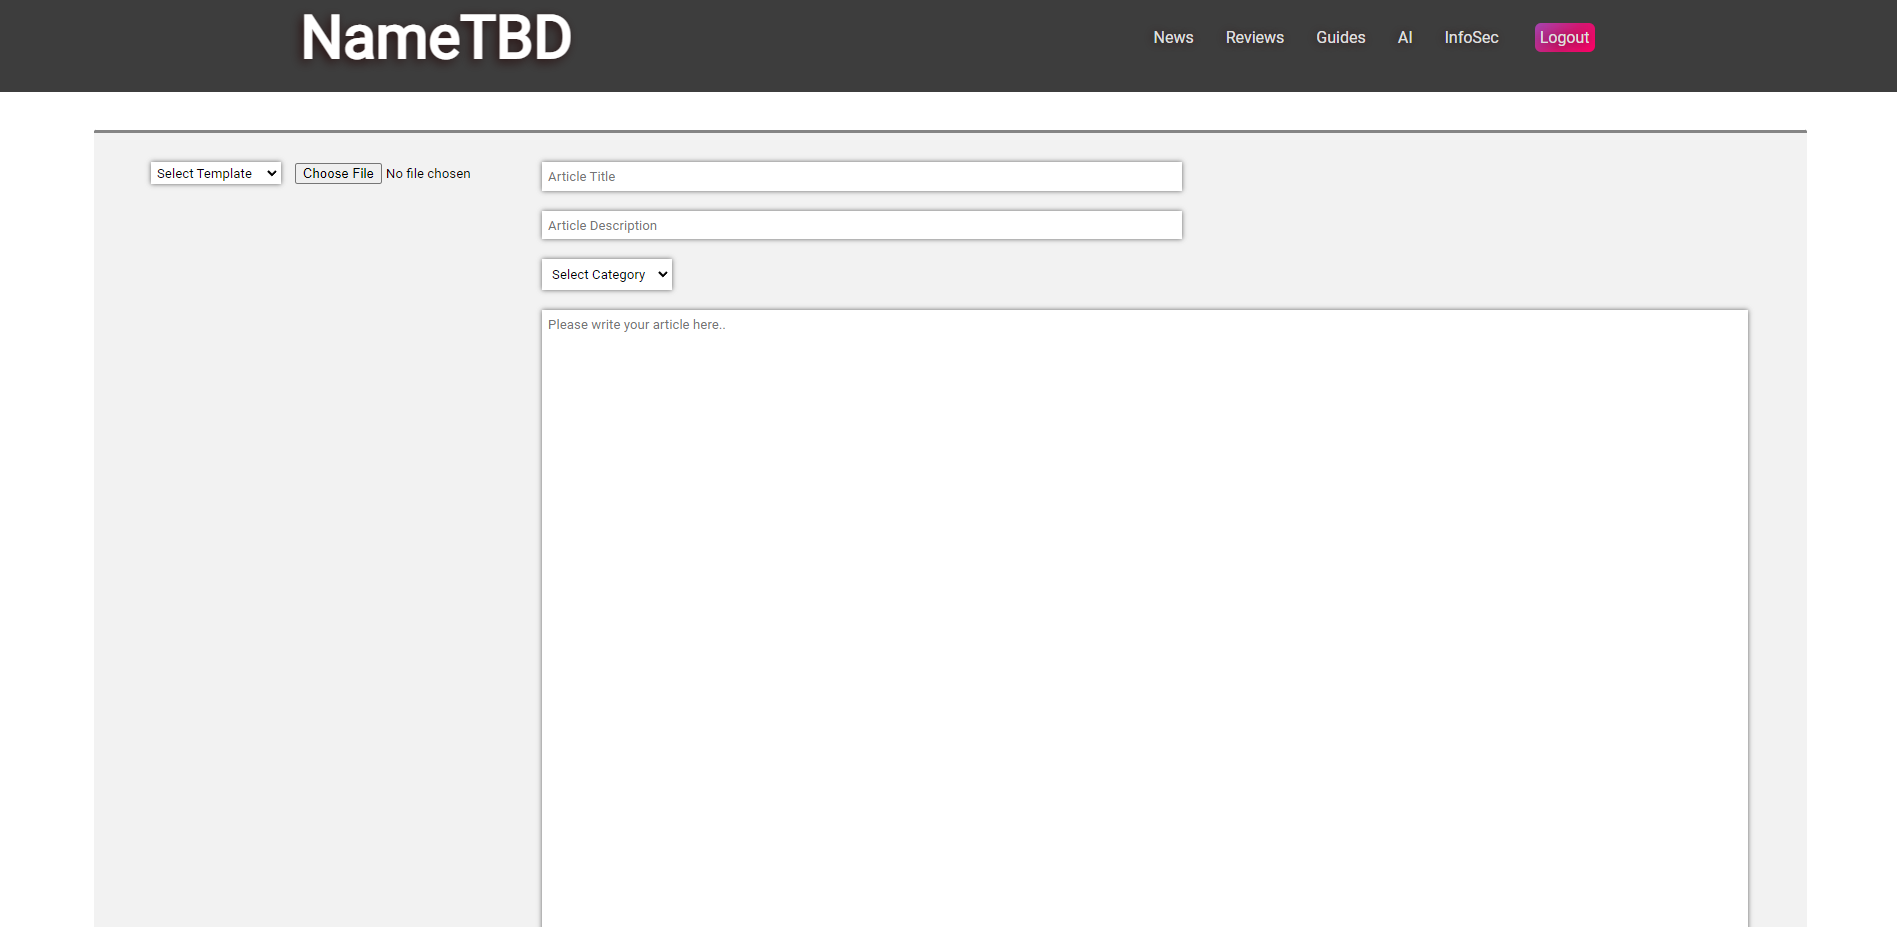 NameTBD
News Reviews Guides AI InfoSec Logout
Select Template Choose File No file chosen
Article Title
Article Description
Select Category
Please write your article here..